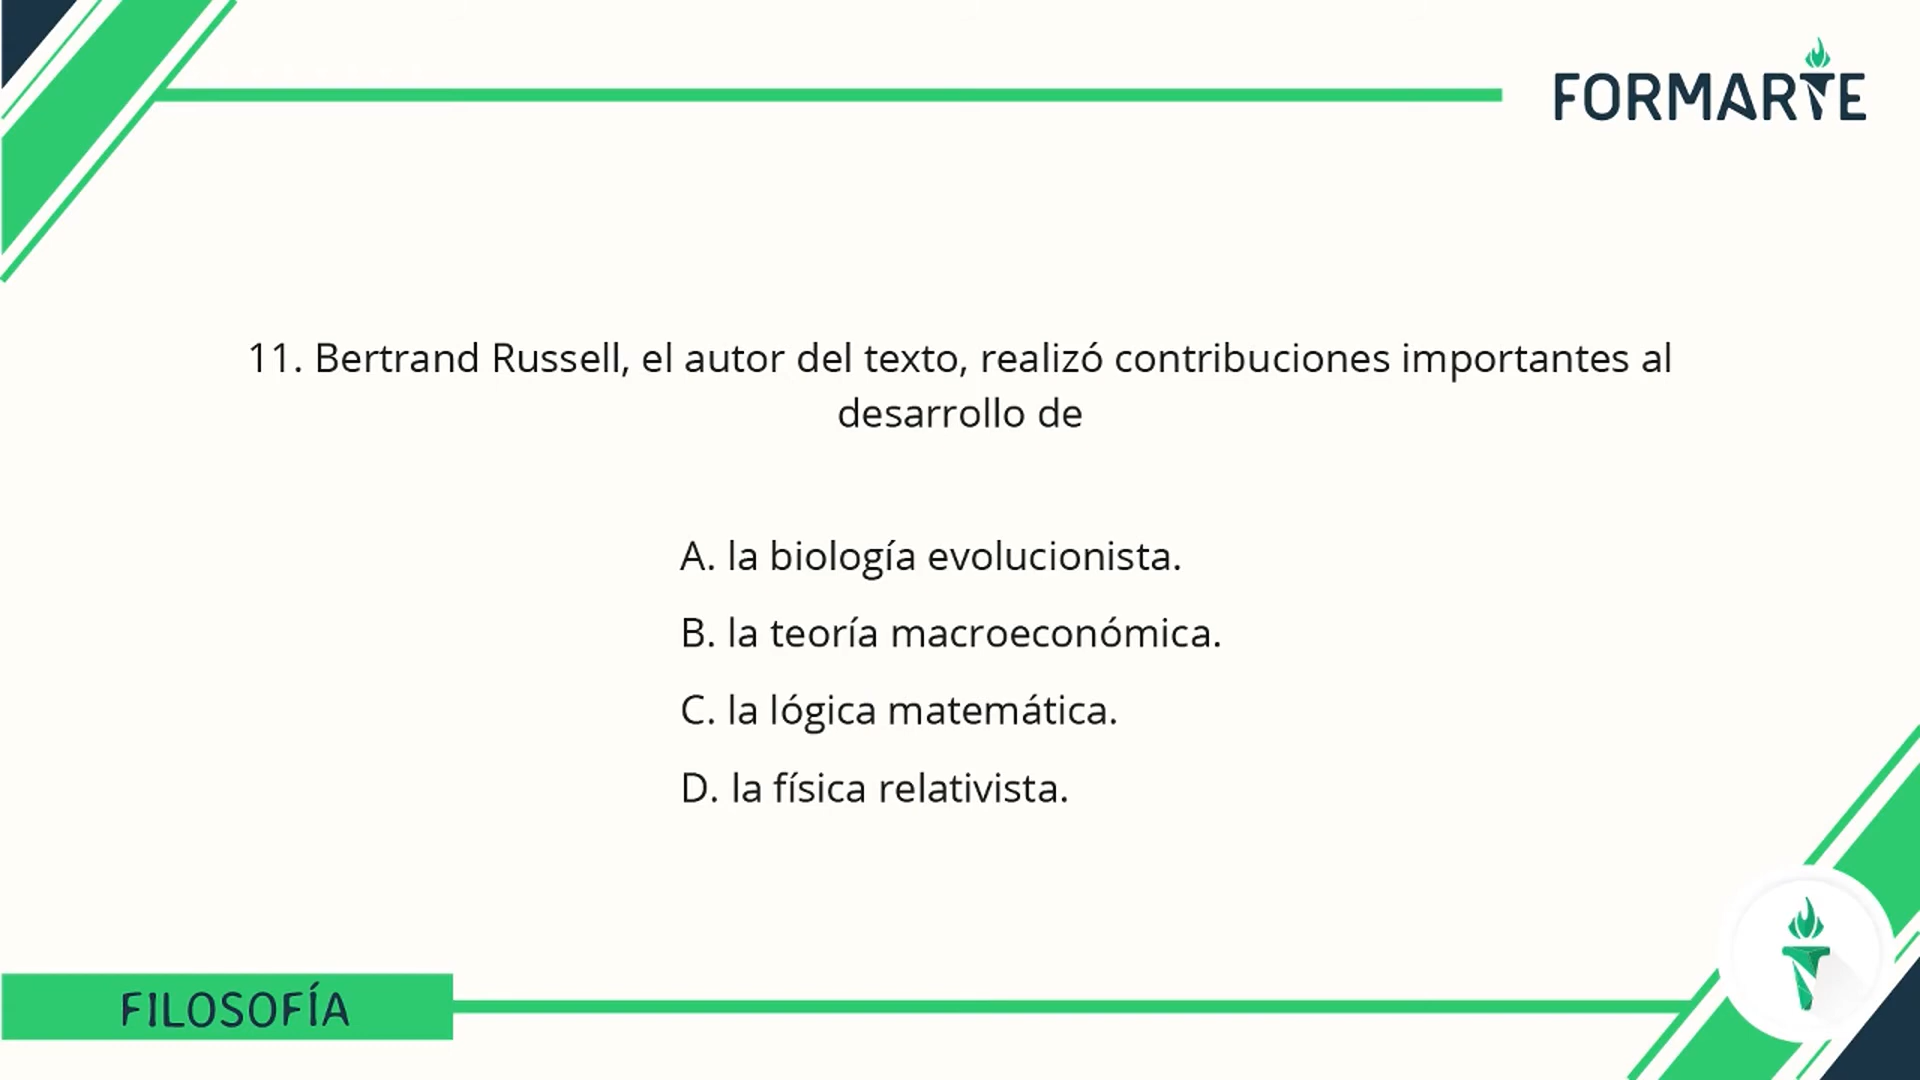 FORMARTE
11. Bertrand Russell, el autor del texto, realizó contribuciones importantes al
desarrollo de
A. la biología evolucionista.
B. la teoría macroeconómica.
C. la lógica matemática.
D. la física relativista.
FILOSOFÍA